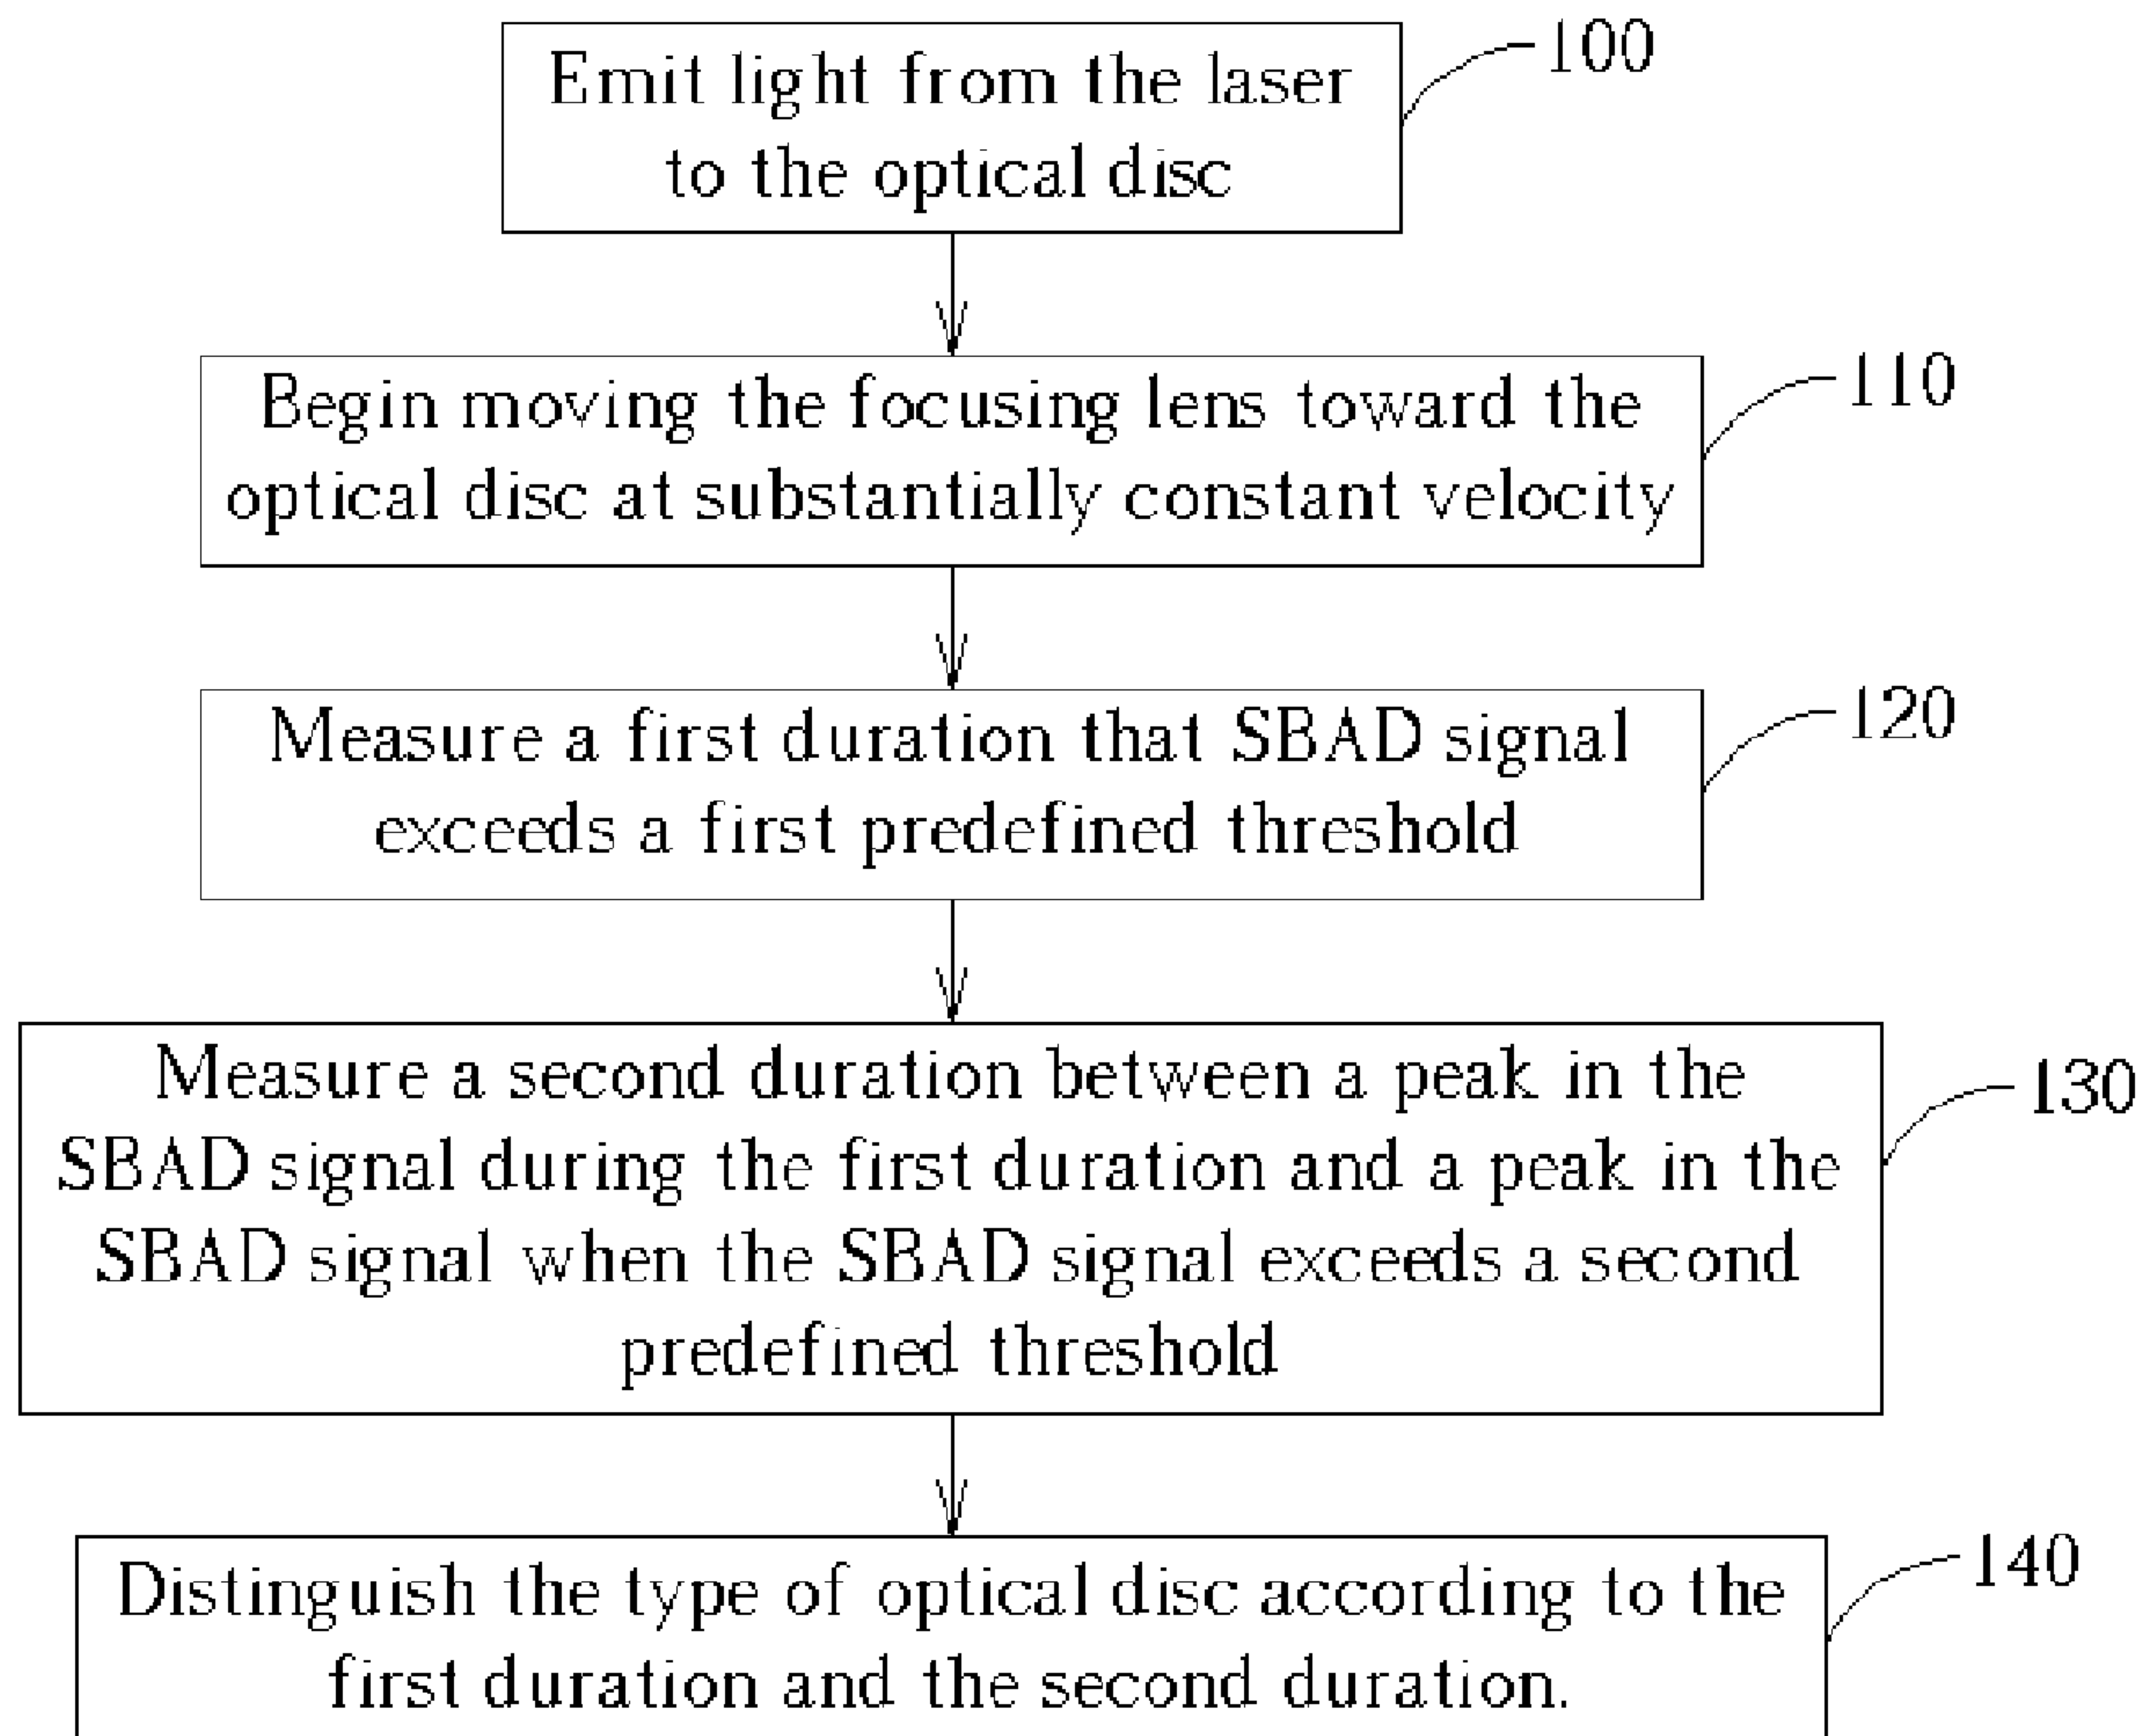 Emit light from the laser
to the optical disc
100
Begin moving the focusing lens toward the
optical disc at substantially constant velocity
110
Measure a first duration that SBAD signal
exceeds a first predefined threshold
120
Measure a second duration between a peak in the
SBAD signal during the first duration and a peak in the
SBAD signal when the SBAD signal exceeds a second
predefined threshold
130
Distinguish the type of optical disc according to the
first duration and the second duration.
140